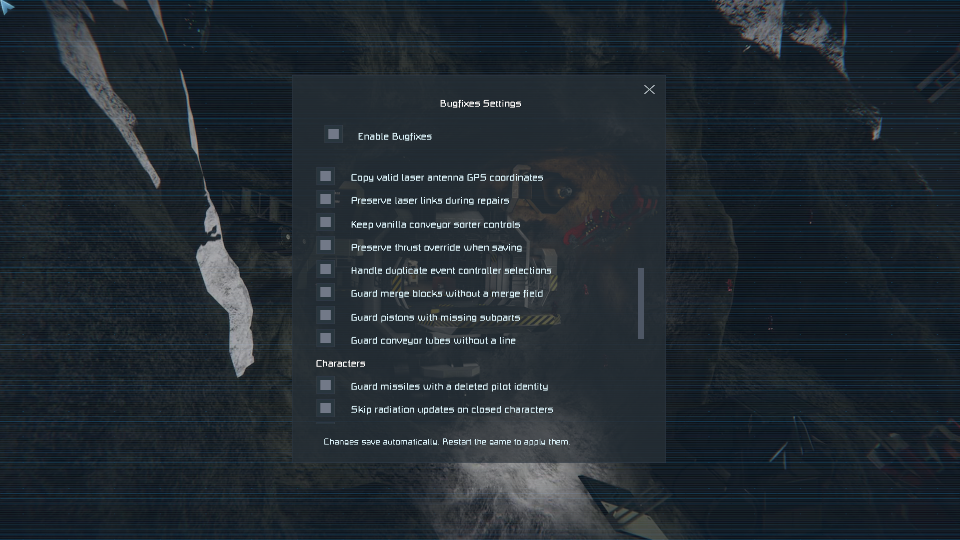 Bugfixes Settings
Enable Bugfixes
Copy valid laser antenna GPS coordinates
Preserve laser links during repairs
Keep vanilla conveyor sorter controls
Preserve thrust override when saving
Handle duplicate event controller selections
Guard merge blocks without a merge field
Guard pistons with missing subparts
Guard conveyor tubes without a line
Characters
Guard missiles with a deleted pilot identity
Skip radiation updates on closed characters
Changes save automatically. Restart the game to apply them.